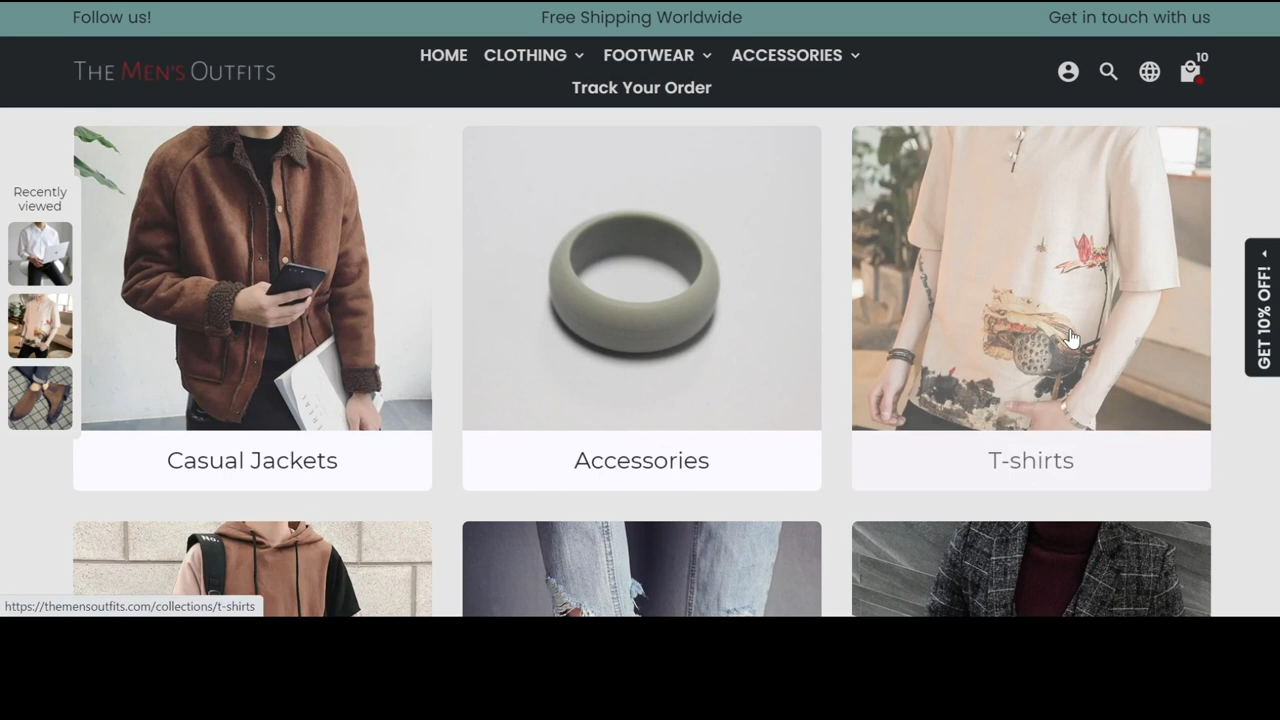 Follow us!
Free Shipping Worldwide
Get in touch with us
THE MEN'S OUTFITS
HOME CLOTHING FOOTWEAR ACCESSORIES
Track Your Order
10
Recently
viewed
GET 10% OFF!
Casual Jackets
Accessories
T-shirts
No.
https://themensoutfits.com/collections/t-shirts